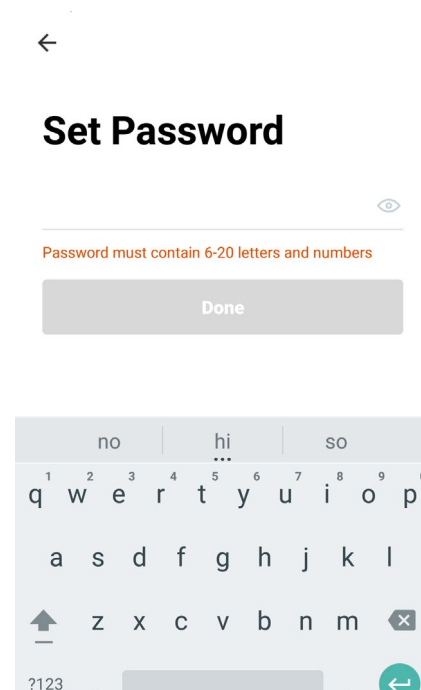 Set Password
Password must contain 6-20 letters and numbers
Done
no hi so
1 2 3 4 5 6 7 8 9
q w e r t y u i o p
a s d f g h j k l
z x c v b n m
?123